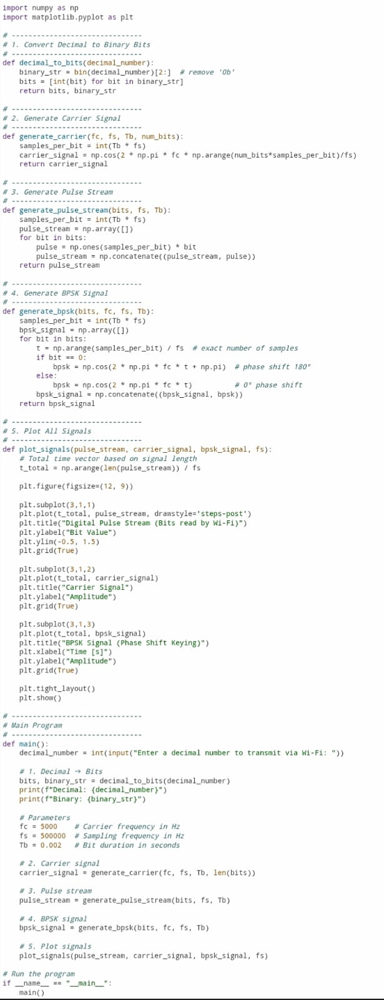 import numpy as np
import matplotlib.pyplot as plt

# -------------------------------
# 1. Convert Decimal to Binary Bits
# -------------------------------
def decimal_to_bits(decimal_number):
    binary_str = bin(decimal_number)[2:]  # remove '0b'
    bits = [int(bit) for bit in binary_str]
    return bits, binary_str

# -------------------------------
# 2. Generate Carrier Signal
# -------------------------------
def generate_carrier(fc, fs, Tb, num_bits):
    samples_per_bit = int(Tb * fs)
    carrier_signal = np.cos(2 * np.pi * fc * np.arange(num_bits*samples_per_bit)/fs)
    return carrier_signal

# -------------------------------
# 3. Generate Pulse Stream
# -------------------------------
def generate_pulse_stream(bits, fs, Tb):
    samples_per_bit = int(Tb * fs)
    pulse_stream = np.array([])
    for bit in bits:
        pulse = np.ones(samples_per_bit) * bit
        pulse_stream = np.concatenate((pulse_stream, pulse))
    return pulse_stream

# -------------------------------
# 4. Generate BPSK Signal
# -------------------------------
def generate_bpsk(bits, fc, fs, Tb):
    samples_per_bit = int(Tb * fs)
    bpsk_signal = np.array([])
    for bit in bits:
        t = np.arange(samples_per_bit) / fs  # exact number of samples
        if bit == 0:
            bpsk = np.cos(2 * np.pi * fc * t + np.pi)  # phase shift 180°
        else:
            bpsk = np.cos(2 * np.pi * fc * t)          # 0° phase shift
        bpsk_signal = np.concatenate((bpsk_signal, bpsk))
    return bpsk_signal

# -------------------------------
# 5. Plot All Signals
# -------------------------------
def plot_signals(pulse_stream, carrier_signal, bpsk_signal, fs):
    # Total time vector based on signal length
    t_total = np.arange(len(pulse_stream)) / fs

    plt.figure(figsize=(12, 9))

    plt.subplot(3,1,1)
    plt.plot(t_total, pulse_stream, drawstyle='steps-post')
    plt.title("Digital Pulse Stream (Bits read by Wi-Fi)")
    plt.ylabel("Bit Value")
    plt.ylim(-0.5, 1.5)
    plt.grid(True)

    plt.subplot(3,1,2)
    plt.plot(t_total, carrier_signal)
    plt.title("Carrier Signal")
    plt.ylabel("Amplitude")
    plt.grid(True)

    plt.subplot(3,1,3)
    plt.plot(t_total, bpsk_signal)
    plt.title("BPSK Signal (Phase Shift Keying)")
    plt.xlabel("Time [s]")
    plt.ylabel("Amplitude")
    plt.grid(True)

    plt.tight_layout()
    plt.show()

# -------------------------------
# Main Program
# -------------------------------
def main():
    decimal_number = int(input("Enter a decimal number to transmit via Wi-Fi: "))

    # 1. Decimal → Bits
    bits, binary_str = decimal_to_bits(decimal_number)
    print(f"Decimal: {decimal_number}")
    print(f"Binary: {binary_str}")

    # Parameters
    fc = 5000    # Carrier frequency in Hz
    fs = 500000  # Sampling frequency in Hz
    Tb = 0.002   # Bit duration in seconds

    # 2. Carrier signal
    carrier_signal = generate_carrier(fc, fs, Tb, len(bits))

    # 3. Pulse stream
    pulse_stream = generate_pulse_stream(bits, fs, Tb)

    # 4. BPSK signal
    bpsk_signal = generate_bpsk(bits, fc, fs, Tb)

    # 5. Plot signals
    plot_signals(pulse_stream, carrier_signal, bpsk_signal, fs)

# Run the program
if __name__ == "__main__":
    main()